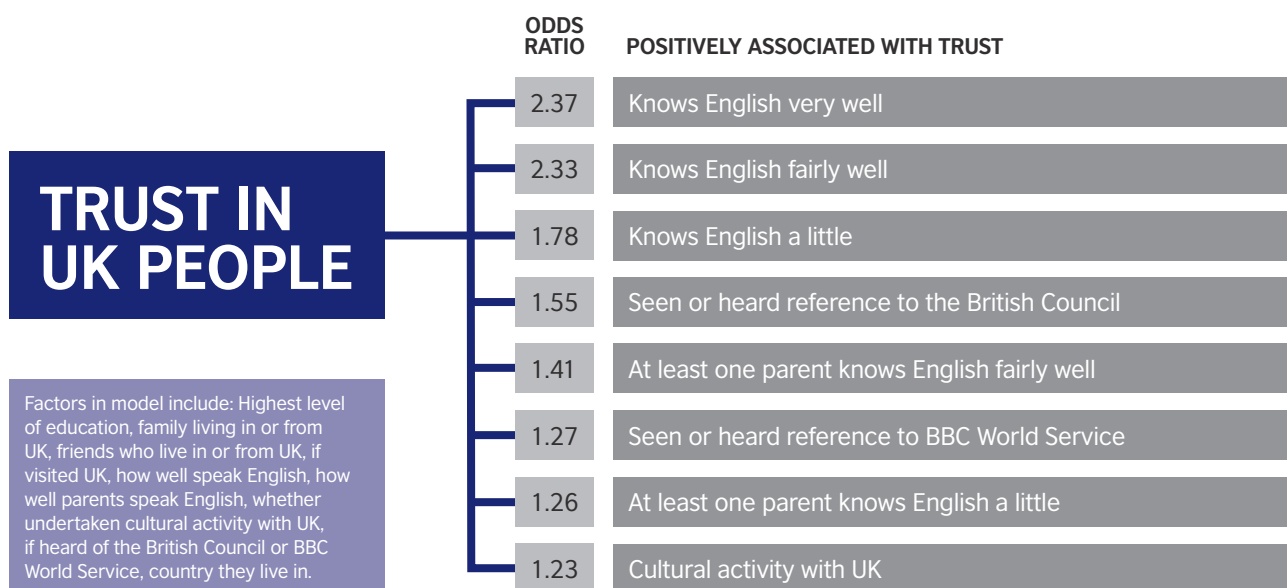 ODDS
RATIO
POSITIVELY ASSOCIATED WITH TRUST
TRUST IN
UK PEOPLE
2.37 Knows English very well
2.33 Knows English fairly well
1.78 Knows English a little
1.55 Seen or heard reference to the British Council
1.41 At least one parent knows English fairly well
1.27 Seen or heard reference to BBC World Service
1.26 At least one parent knows English a little
1.23 Cultural activity with UK
Factors in model include: Highest level
of education, family living in or from
UK, friends who live in or from UK, if
visited UK, how well speak English, how
well parents speak English, whether
undertaken cultural activity with UK,
if heard of the British Council or BBC
World Service, country they live in.